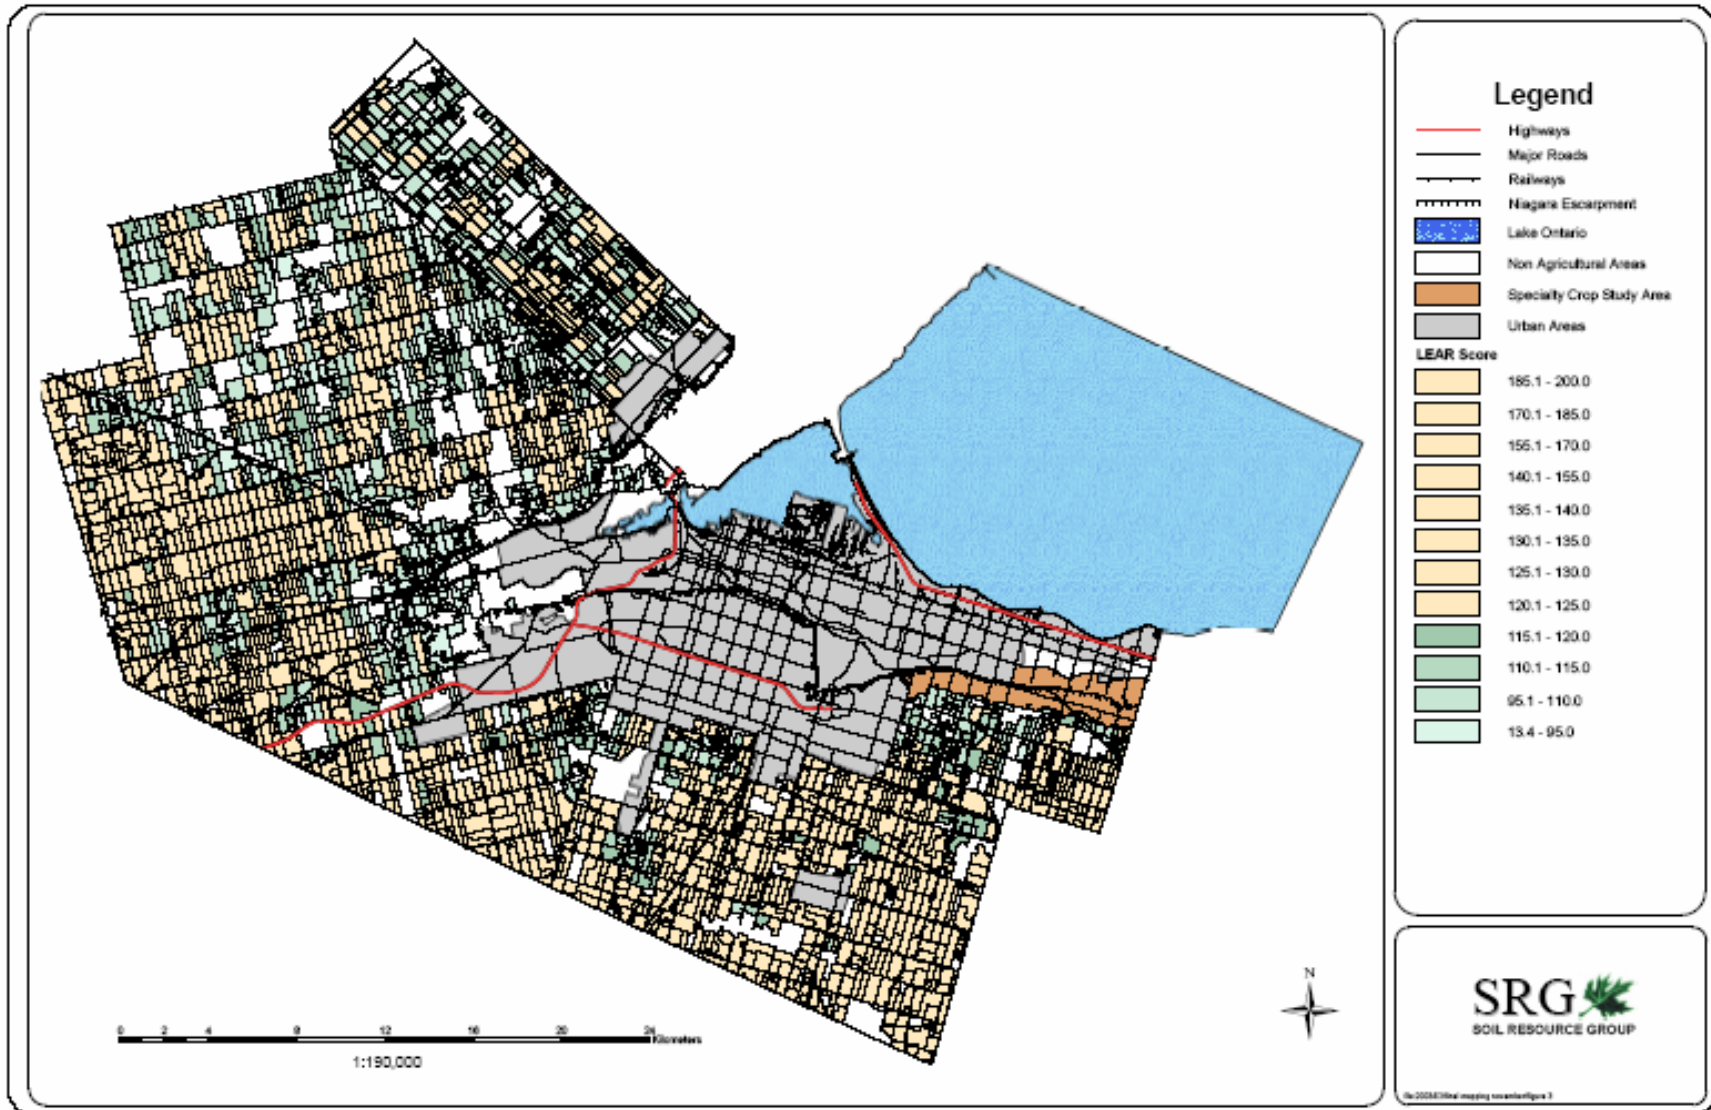 Legend
Highways
Major Roads
Railways
Niagara Escarpment
Lake Ontario
Non Agricultural Areas
Specialty Crop Study Area
Urban Areas
LEAR Score
185.1 - 200.0
170.1 - 185.0
155.1 - 170.0
140.1 - 155.0
135.1 - 140.0
130.1 - 135.0
125.1 - 130.0
120.1 - 125.0
115.1 - 120.0
110.1 - 115.0
95.1 - 110.0
13.4 - 95.0
N
0 2 4 8 12 16 20 24
Kilometers
1:190,000
SRG
SOIL RESOURCE GROUP